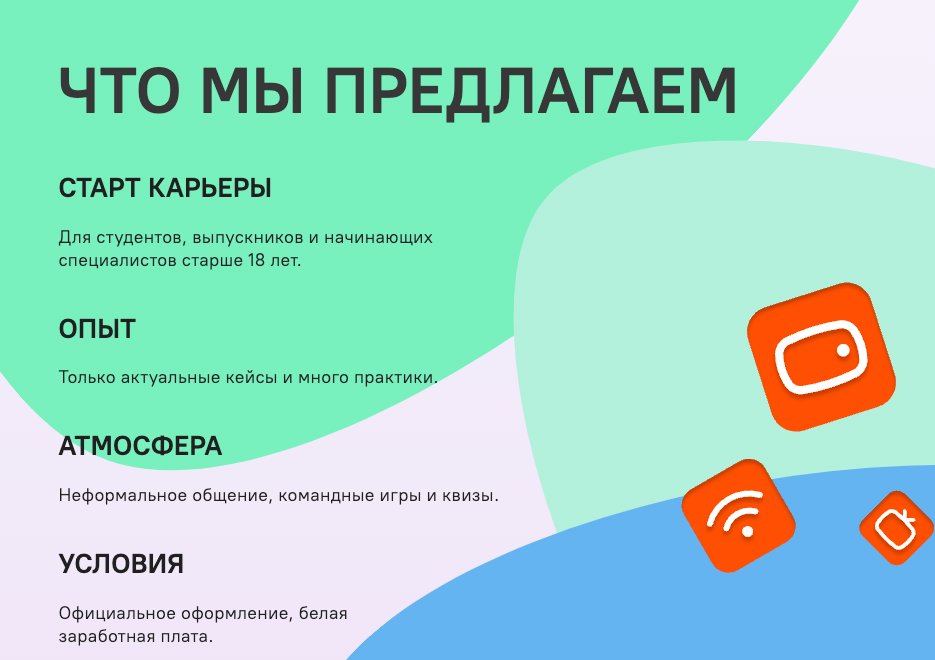 ЧТО МЫ ПРЕДЛАГАЕМ
СТАРТ КАРЬЕРЫ
Для студентов, выпускников и начинающих
специалистов старше 18 лет.
ОПЫТ
Только актуальные кейсы и много практики.
АТМОСФЕРА
Неформальное общение, командные игры и квизы.
УСЛОВИЯ
Официальное оформление, белая
заработная плата.